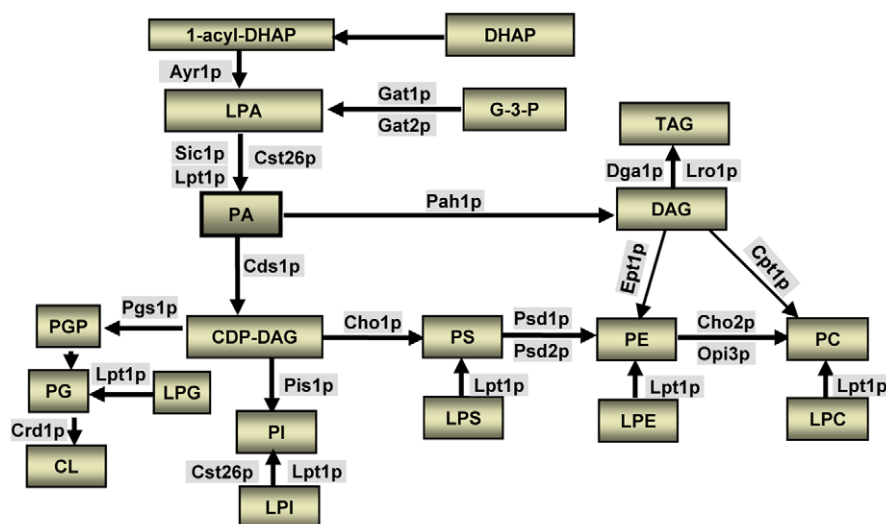 1-acyl-DHAP
DHAP
Ayr1p
LPA
Gat1p
Gat2p
G-3-P
TAG
Sic1p
Lpt1p
Cst26p
Dga1p
Lro1p
PA
Pah1p
DAG
Cds1p
Ept1p
Cpt1p
PGP
Pgs1p
CDP-DAG
Cho1p
PS
Psd1p
Psd2p
PE
Cho2p
Opi3p
PC
PG
Lpt1p
LPG
Pis1p
Lpt1p
Lpt1p
Lpt1p
Crd1p
PI
LPS
LPE
LPC
CL
Cst26p
Lpt1p
LPI